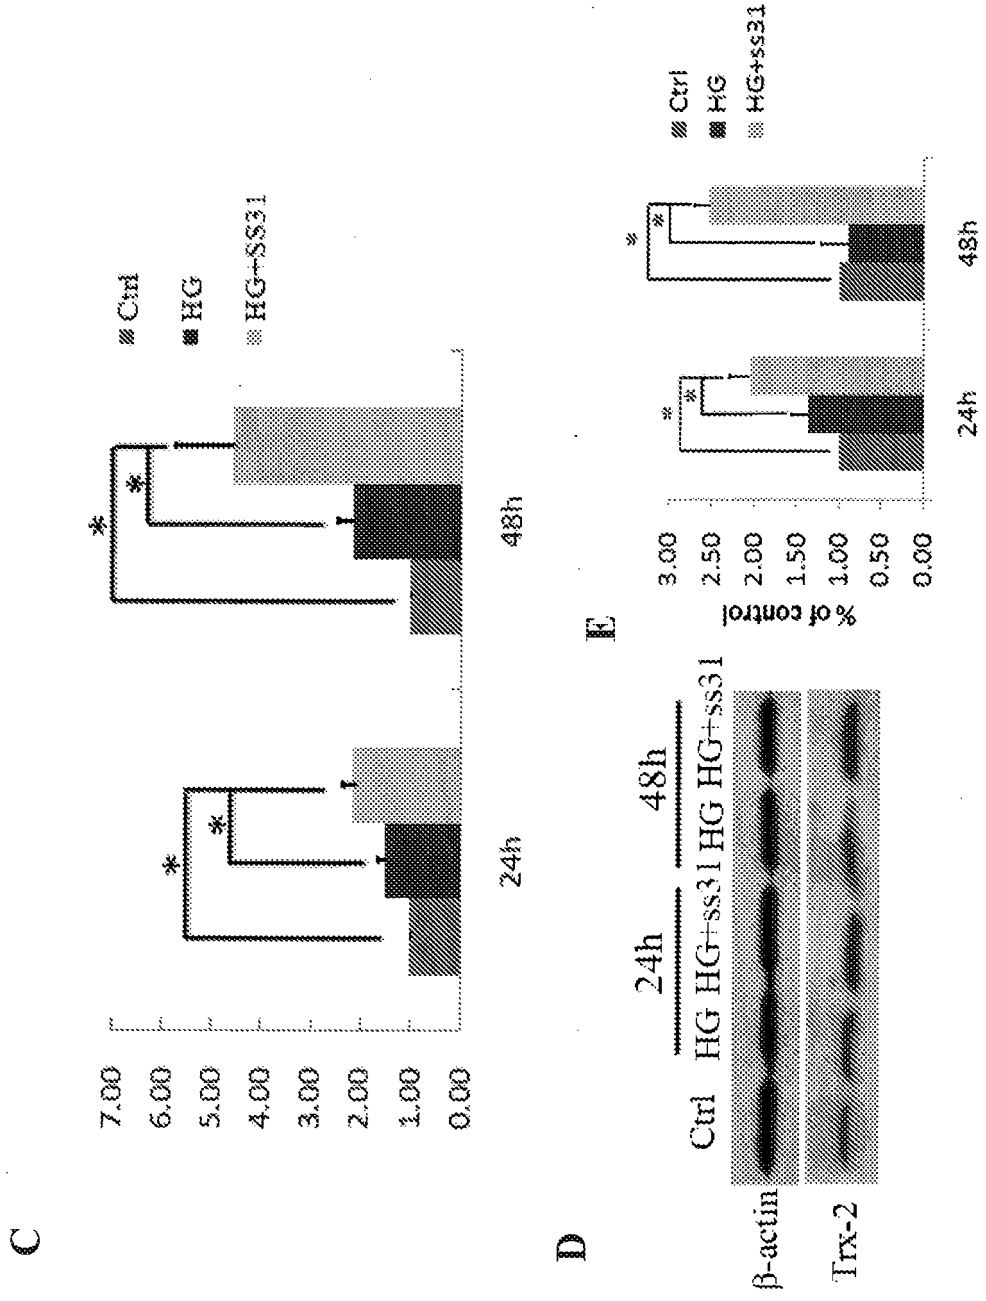 C
7.00
6.00
5.00
4.00
3.00
2.00
1.00
0.00
*
*
*
*
24h
48h
Ctrl
HG
HG+SS31
D
24h
48h
Ctrl HG HG+ss31 HG HG+ss31
β-actin
Trx-2
E
% of control
3.00
2.50
2.00
1.50
1.00
0.50
0.00
*
*
*
*
24h
48h
Ctrl
HG
HG+ss31